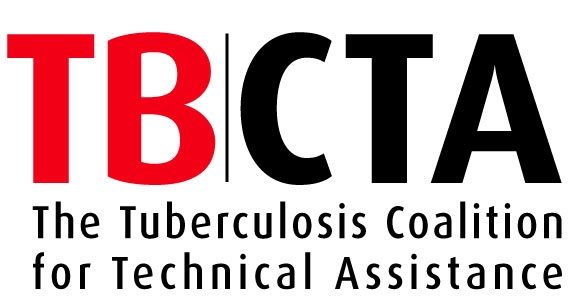 TB|CTA
The Tuberculosis Coalition
for Technical Assistance